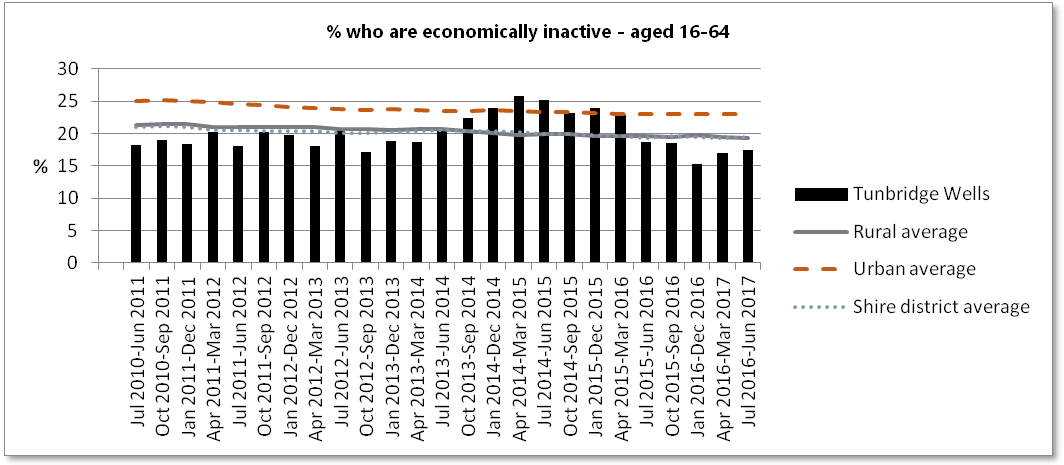 % who are economically inactive - aged 16-64
30
25
20
15
10
5
0
%
Jul 2010-Jun 2011
Oct 2010-Sep 2011
Jan 2011-Dec 2011
Apr 2011-Mar 2012
Jul 2011-Jun 2012
Oct 2011-Sep 2012
Jan 2012-Dec 2012
Apr 2012-Mar 2013
Jul 2012-Jun 2013
Oct 2012-Sep 2013
Jan 2013-Dec 2013
Apr 2013-Mar 2014
Jul 2013-Jun 2014
Oct 2013-Sep 2014
Jan 2014-Dec 2014
Apr 2014-Mar 2015
Jul 2014-Jun 2015
Oct 2014-Sep 2015
Jan 2015-Dec 2015
Apr 2015-Mar 2016
Jul 2015-Jun 2016
Oct 2015-Sep 2016
Jan 2016-Dec 2016
Apr 2016-Mar 2017
Jul 2016-Jun 2017
Tunbridge Wells
Rural average
Urban average
Shire district average